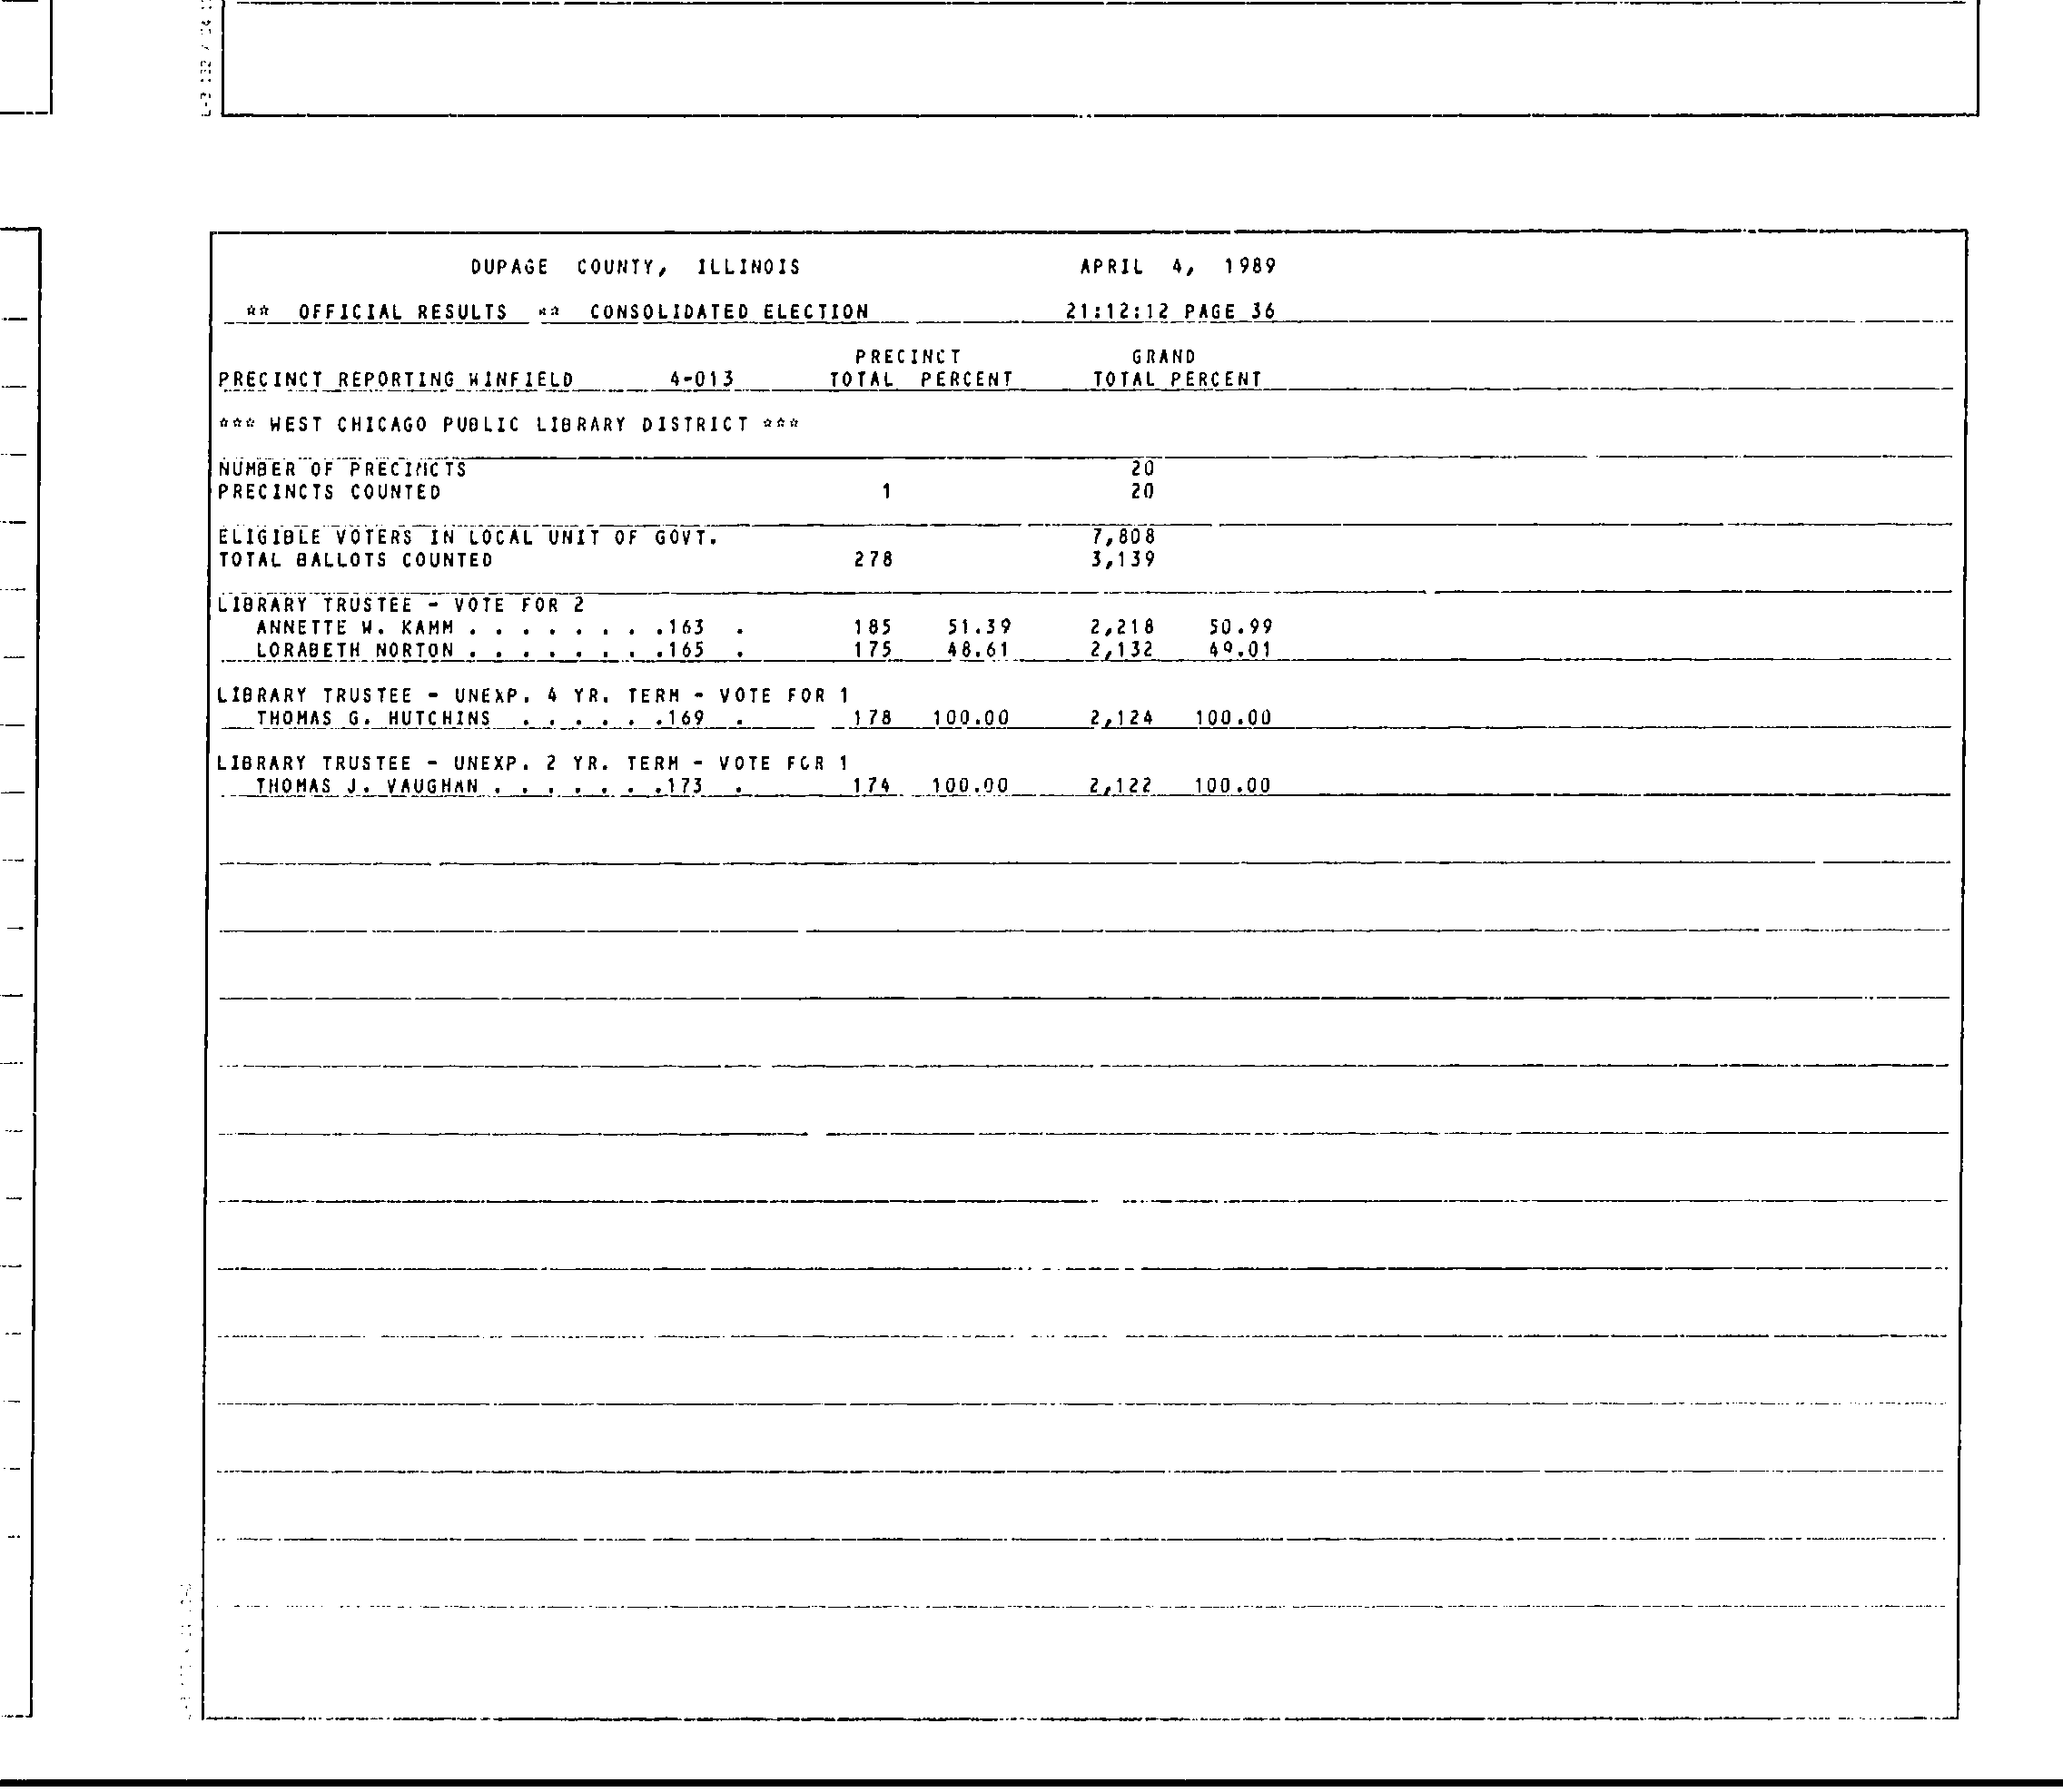 DUPAGE COUNTY, ILLINOIS APRIL 4, 1989
** OFFICIAL RESULTS ** CONSOLIDATED ELECTION 21:12:12 PAGE 36
PRECINCT GRAND
PRECINCT REPORTING WINFIELD 4-013 TOTAL PERCENT TOTAL PERCENT
*** WEST CHICAGO PUBLIC LIBRARY DISTRICT ***
NUMBER OF PRECINCTS 20
PRECINCTS COUNTED 1 20
ELIGIBLE VOTERS IN LOCAL UNIT OF GOVT. 7,808
TOTAL BALLOTS COUNTED 278 3,139
LIBRARY TRUSTEE - VOTE FOR 2
ANNETTE W. KAMM . . . . . . . .163 . 185 51.39 2,218 50.99
LORABETH NORTON . . . . . . . .165 . 175 48.61 2,132 49.01
LIBRARY TRUSTEE - UNEXP. 4 YR. TERM - VOTE FOR 1
THOMAS G. HUTCHINS . . . . . .169 . 178 100.00 2,124 100.00
LIBRARY TRUSTEE - UNEXP. 2 YR. TERM - VOTE FOR 1
THOMAS J. VAUGHAN . . . . . . .173 . 174 100.00 2,122 100.00